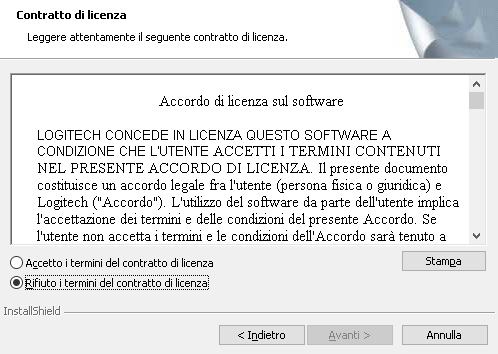 Contratto di licenza
Leggere attentamente il seguente contratto di licenza.
Accordo di licenza sul software
LOGITECH CONCEDE IN LICENZA QUESTO SOFTWARE A
CONDIZIONE CHE L'UTENTE ACCETTI I TERMINI CONTENUTI
NEL PRESENTE ACCORDO DI LICENZA. Il presente documento
costituisce un accordo legale fra l'utente (persona fisica o giuridica) e
Logitech ("Accordo"). L'utilizzo del software da parte dell'utente implica
l'accettazione dei termini e delle condizioni del presente Accordo. Se
l'utente non accetta i termini e le condizioni dell'Accordo sarà tenuto a
Accetto i termini del contratto di licenza
Stampa
Rifiuto i termini del contratto di licenza
InstallShield
< Indietro
Avanti >
Annulla